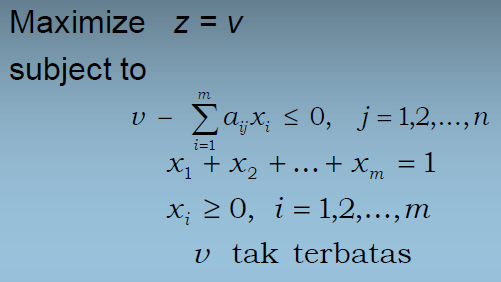 Maximize z = v
subject to
v − ∑_{i=1}^{m} a_{ij}x_i ≤ 0, j = 1,2,...,n
x_1 + x_2 + ... + x_m = 1
x_i ≥ 0, i = 1,2,...,m
v tak terbatas